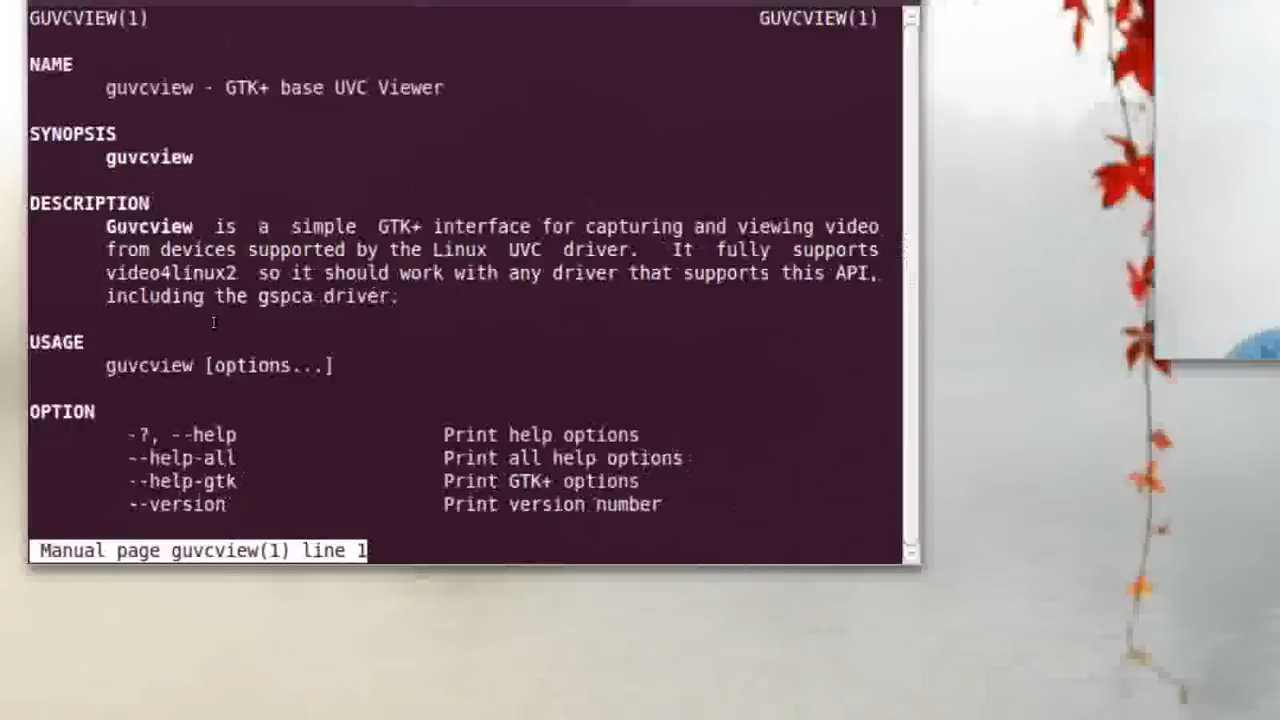 GUVCVIEW(1) GUVCVIEW(1)
NAME
guvcview - GTK+ base UVC Viewer
SYNOPSIS
guvcview
DESCRIPTION
Guvcview is a simple GTK+ interface for capturing and viewing video
from devices supported by the Linux UVC driver. It fully supports
video4linux2 so it should work with any driver that supports this API,
including the gspca driver.
USAGE
guvcview [options...]
OPTION
-?, --help Print help options
--help-all Print all help options
--help-gtk Print GTK+ options
--version Print version number
Manual page guvcview(1) line 1